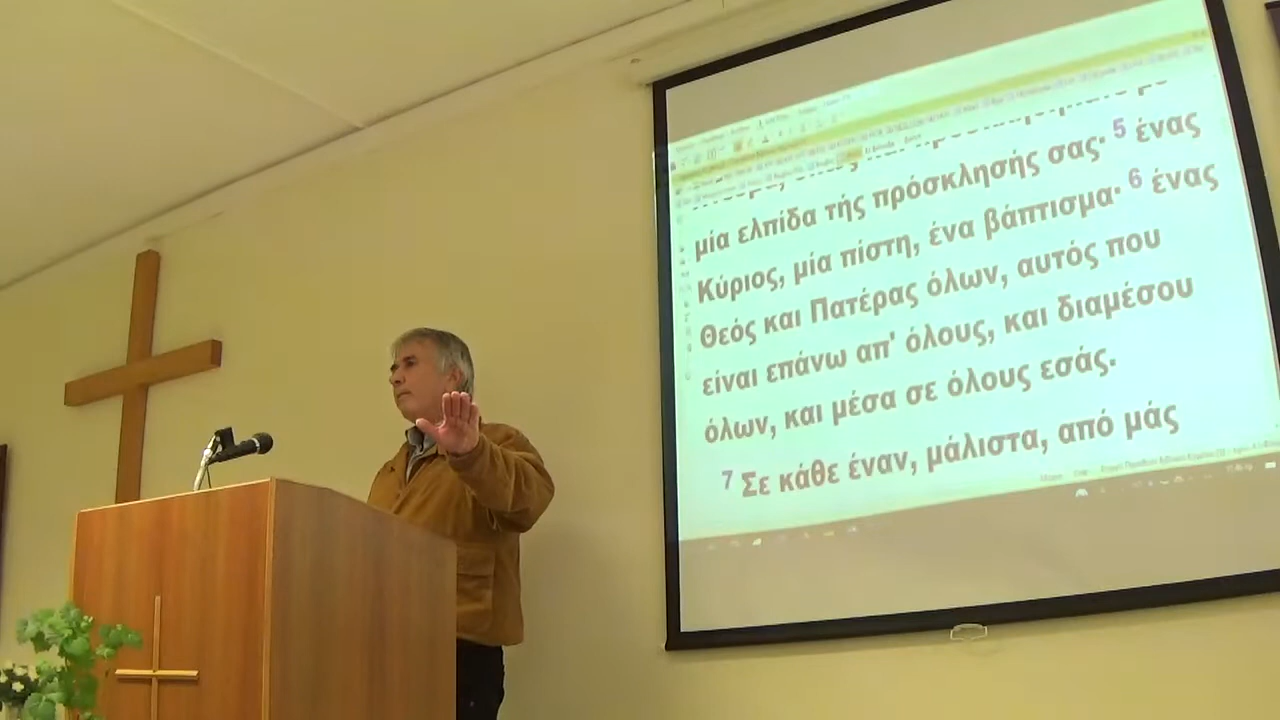 μία ελπίδα τής πρόσκλησής σας· 5 ένας
Κύριος, μία πίστη, ένα βάπτισμα· 6 ένας
Θεός και Πατέρας όλων, αυτός που
είναι επάνω απ' όλους, και διαμέσου
όλων, και μέσα σε όλους εσάς.
7 Σε κάθε έναν, μάλιστα, από μάς